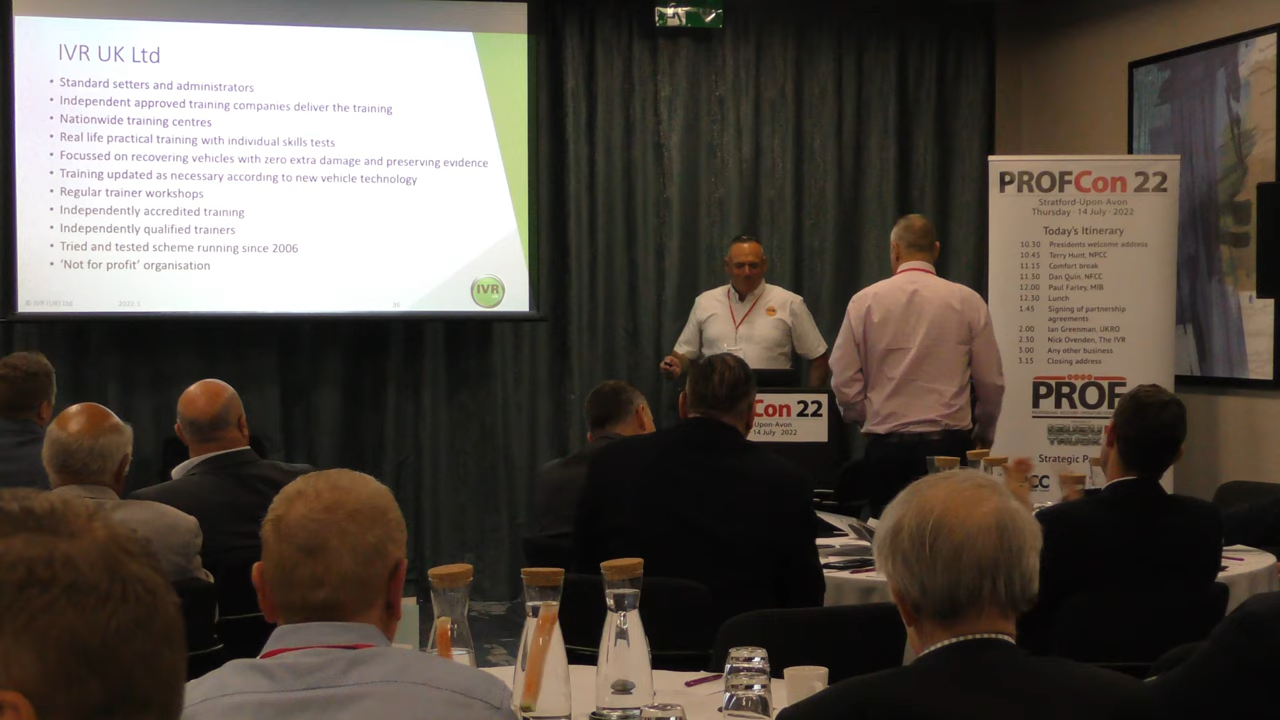 IVR UK Ltd
• Standard setters and administrators
• Independent approved training companies deliver the training
• Nationwide training centres
• Real life practical training with individual skills tests
• Focussed on recovering vehicles with zero extra damage and preserving evidence
• Training updated as necessary according to new vehicle technology
• Regular trainer workshops
• Independently accredited training
• Independently qualified trainers
• Tried and tested scheme running since 2006
• 'Not for profit' organisation
© IVR (UK) Ltd
IVR
PROFCon 22
Stratford-Upon-Avon
Thursday · 14 July · 2022
Today's Itinerary
10.30 Presidents welcome address
10.45 Terry Hunt, NPCC
11.15 Comfort break
11.30 Dan Quin, NFCC
12.00 Paul Farley, MIB
12.30 Lunch
1.45 Signing of partnership
agreements
2.00 Ian Greenman, UKRO
2.30 Nick Ovenden, The IVR
3.00 Any other business
3.15 Closing address
PROF
ISUZU
TRUCK
Strategic
Con 22
Upon-Avon
14 July · 2022